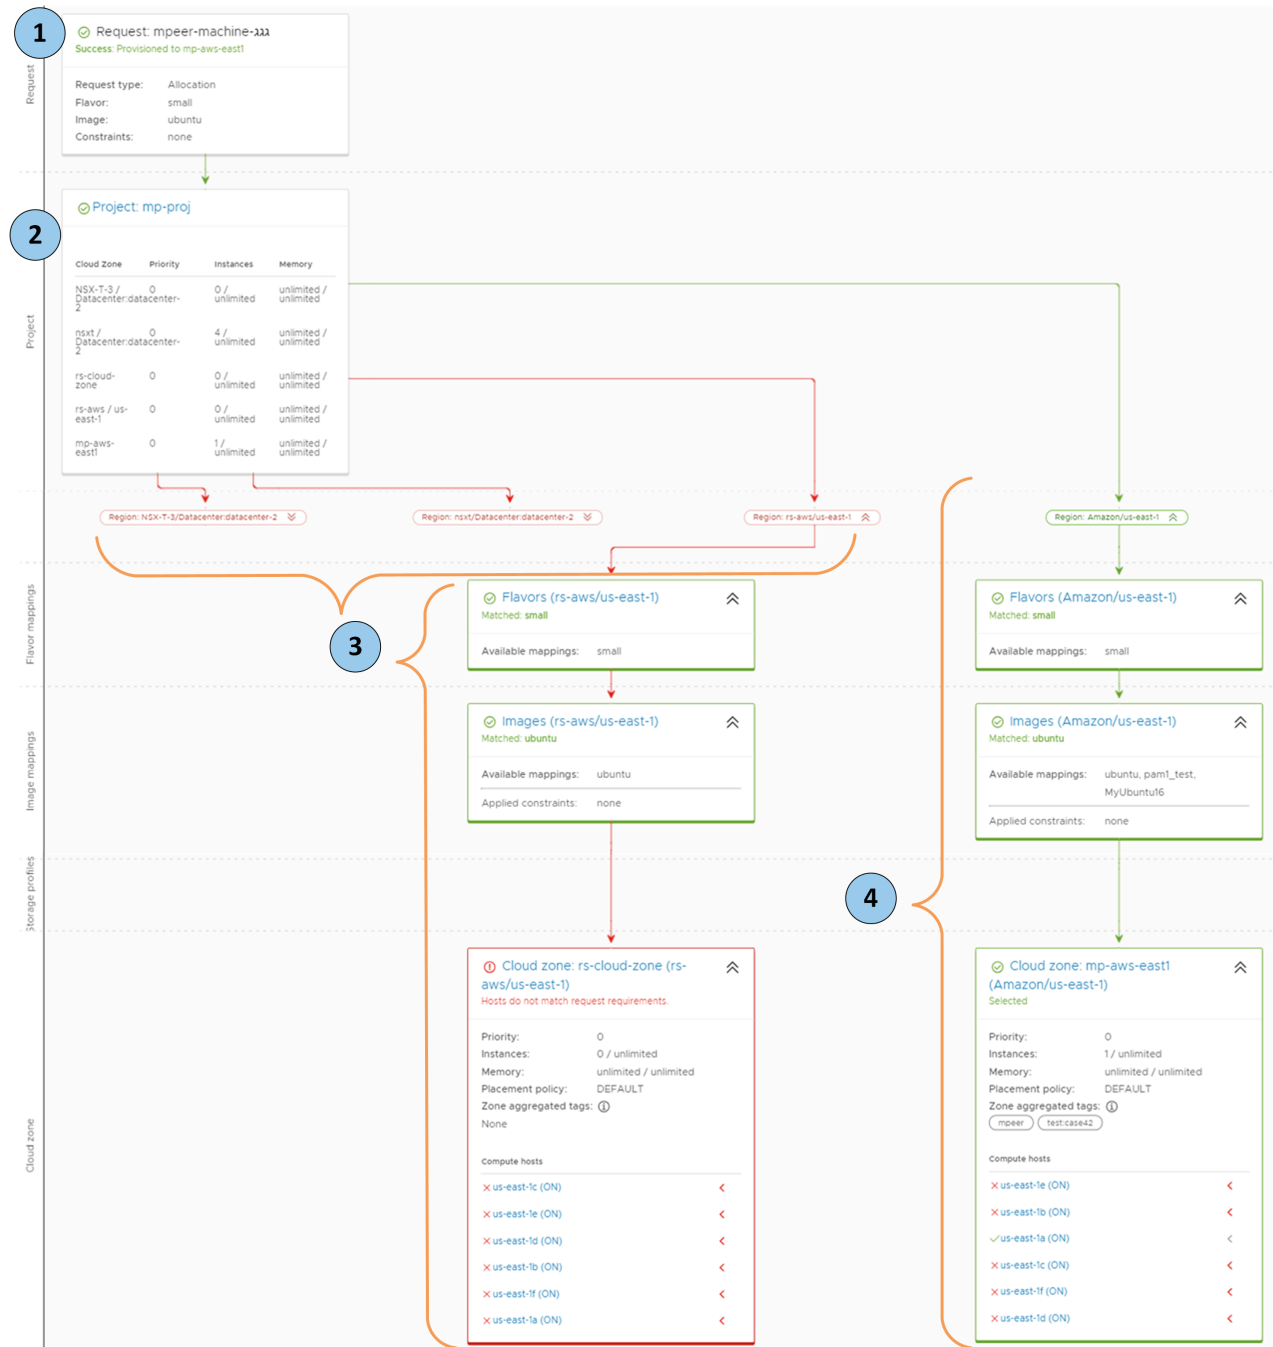 1
Request: mpeer-machine-גגג
Success: Provisioned to mp-aws-east1
Request type: Allocation
Flavor: small
Image: ubuntu
Constraints: none
Request
2
Project: mp-proj
Cloud Zone Priority Instances Memory
NSX-T-3 / Datacenter:datacenter-2 0 0 / unlimited unlimited / unlimited
nsxt / Datacenter:datacenter-2 0 4 / unlimited unlimited / unlimited
rs-cloud-zone 0 0 / unlimited unlimited / unlimited
rs-aws / us-east-1 0 0 / unlimited unlimited / unlimited
mp-aws-east1 0 1 / unlimited unlimited / unlimited
Project
Region: NSX-T-3/Datacenter:datacenter-2
Region: nsxt/Datacenter:datacenter-2
Region: rs-aws/us-east-1
Region: Amazon/us-east-1
3
Flavor mappings
Flavors (rs-aws/us-east-1)
Matched: small
Available mappings: small
Flavors (Amazon/us-east-1)
Matched: small
Available mappings: small
Image mappings
Images (rs-aws/us-east-1)
Matched: ubuntu
Available mappings: ubuntu
Applied constraints: none
Images (Amazon/us-east-1)
Matched: ubuntu
Available mappings: ubuntu, pam1_test,
MyUbuntu16
Applied constraints: none
Storage profiles
4
Cloud zone
Cloud zone: rs-cloud-zone (rs-
aws/us-east-1)
Hosts do not match request requirements.
Priority: 0
Instances: 0 / unlimited
Memory: unlimited / unlimited
Placement policy: DEFAULT
Zone aggregated tags:
None
Compute hosts
us-east-1c (ON)
us-east-1e (ON)
us-east-1d (ON)
us-east-1b (ON)
us-east-1f (ON)
us-east-1a (ON)
Cloud zone: mp-aws-east1
(Amazon/us-east-1)
Selected
Priority: 0
Instances: 1 / unlimited
Memory: unlimited / unlimited
Placement policy: DEFAULT
Zone aggregated tags:
mpeer test:case42
Compute hosts
us-east-1e (ON)
us-east-1b (ON)
us-east-1a (ON)
us-east-1c (ON)
us-east-1f (ON)
us-east-1d (ON)